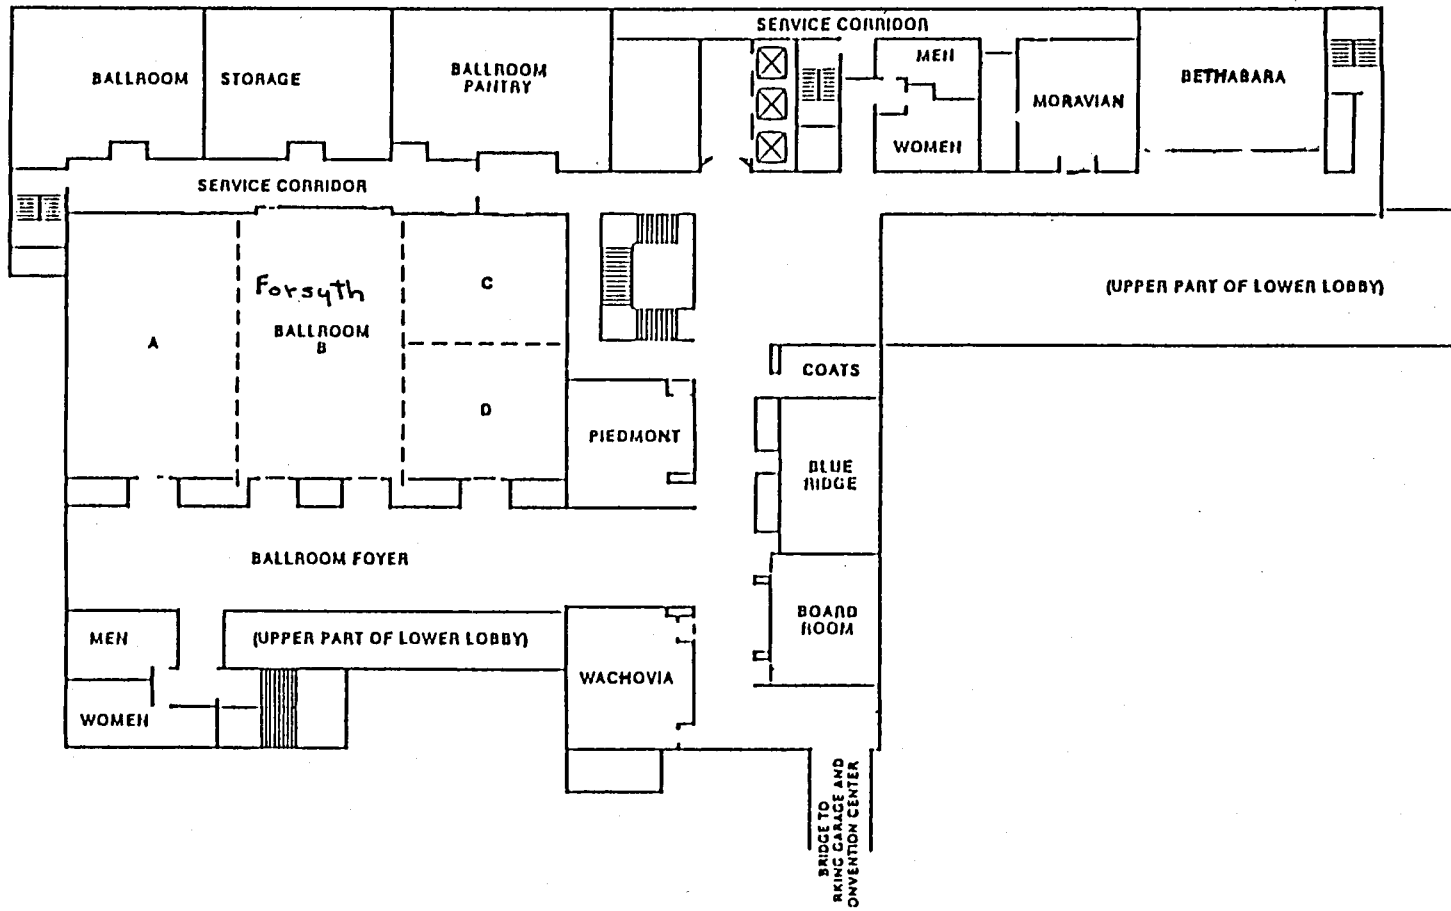 SERVICE CORRIDOR
BALLROOM STORAGE
BALLROOM
PANTRY
MEN
WOMEN
MORAVIAN
BETHABARA
SERVICE CORRIDOR
A
Forsyth
BALLROOM
B
C
D
(UPPER PART OF LOWER LOBBY)
COATS
PIEDMONT
BLUE
RIDGE
BALLROOM FOYER
BOARD
ROOM
MEN
(UPPER PART OF LOWER LOBBY)
WACHOVIA
WOMEN
BRIDGE TO
RKING GARAGE AND
ONVENTION CENTER